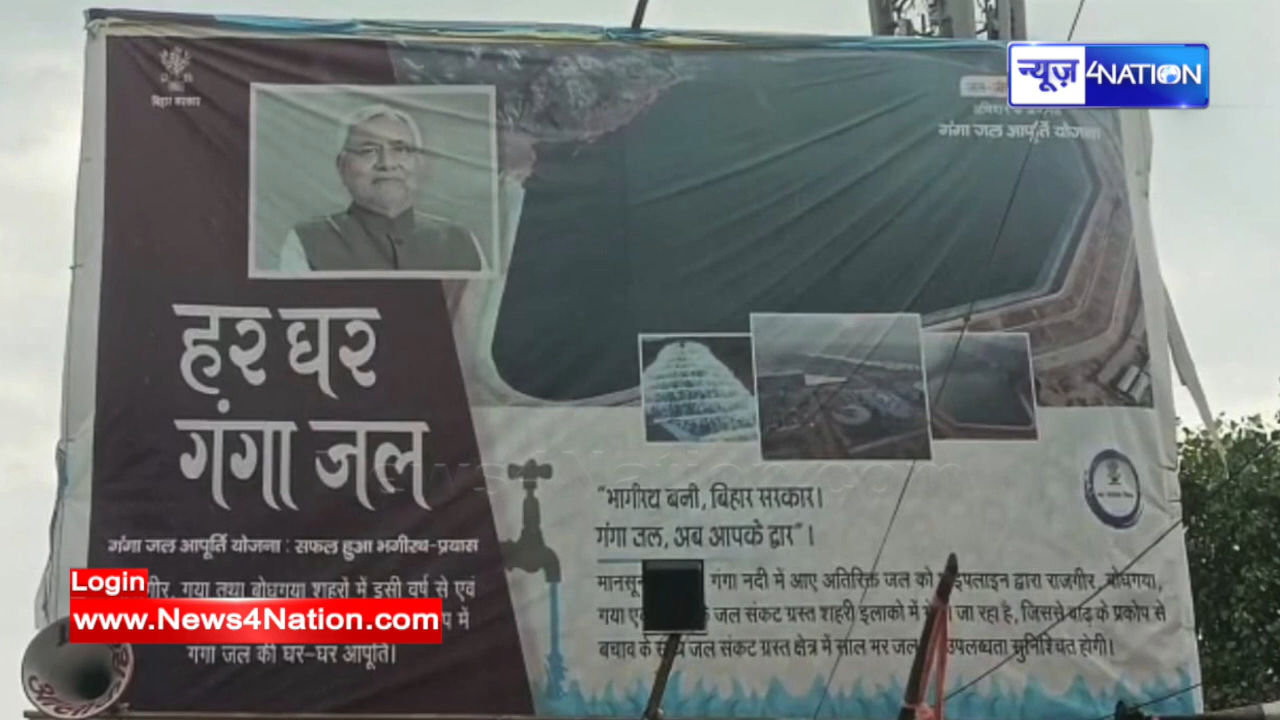 बिहार सरकार
न्यूज़ 4NATION
गंगा जल आपूर्ति योजना
हर घर
गंगा जल
गंगा जल आपूर्ति योजना : सफल हुआ भगीरथ-प्रयास
गया तथा बोधगया शहरों में इसी वर्ष से एवं
में
गंगा जल की घर-घर आपूर्ति।
"भागीरथ बनी, बिहार सरकार।
गंगा जल, अब आपके द्वार"।
मानसून गंगा नदी में आए अतिरिक्त जल को पाइपलाइन द्वारा राजगीर, बोधगया,
गया एवं जल संकट ग्रस्त शहरी इलाकों में जा रहा है, जिससे बाढ़ के प्रकोप से
बचाव के साथ जल संकट ग्रस्त क्षेत्र में साल भर जल उपलब्धता सुनिश्चित होगी।
News4Nation.com
Login
www.News4Nation.com